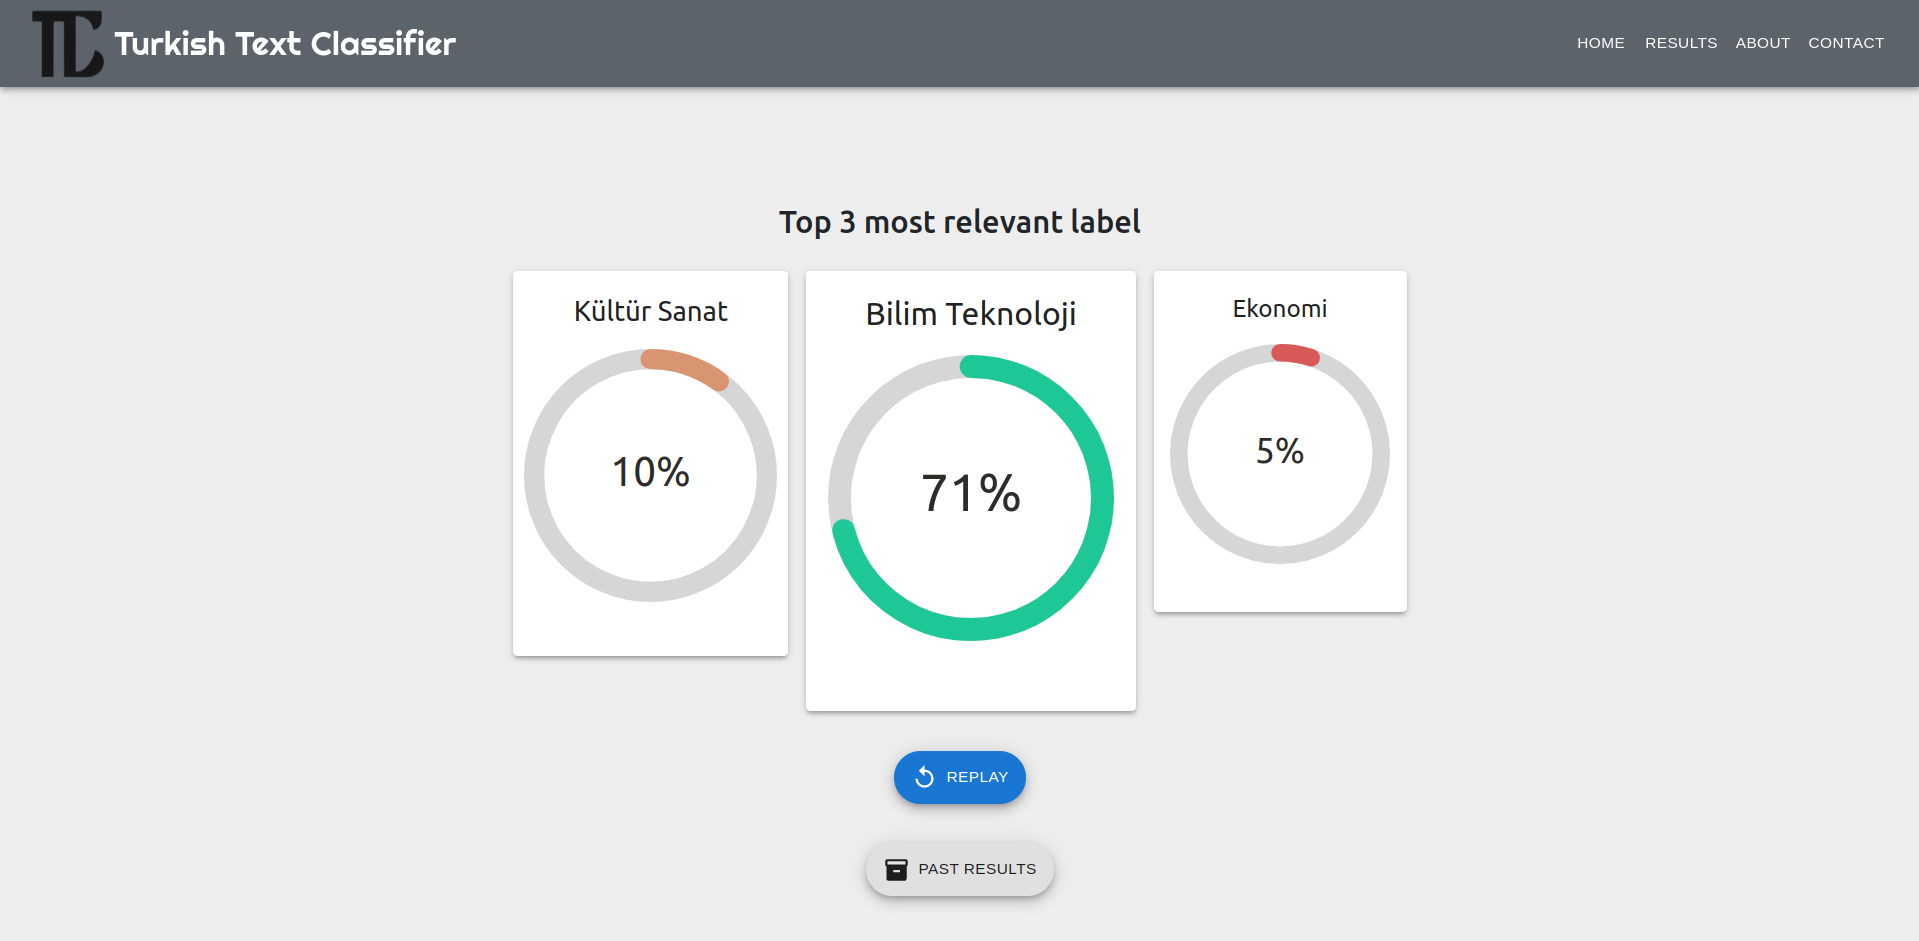 Turkish Text Classifier
HOME RESULTS ABOUT CONTACT
Top 3 most relevant label
Kültür Sanat
10%
Bilim Teknoloji
71%
Ekonomi
5%
REPLAY
PAST RESULTS